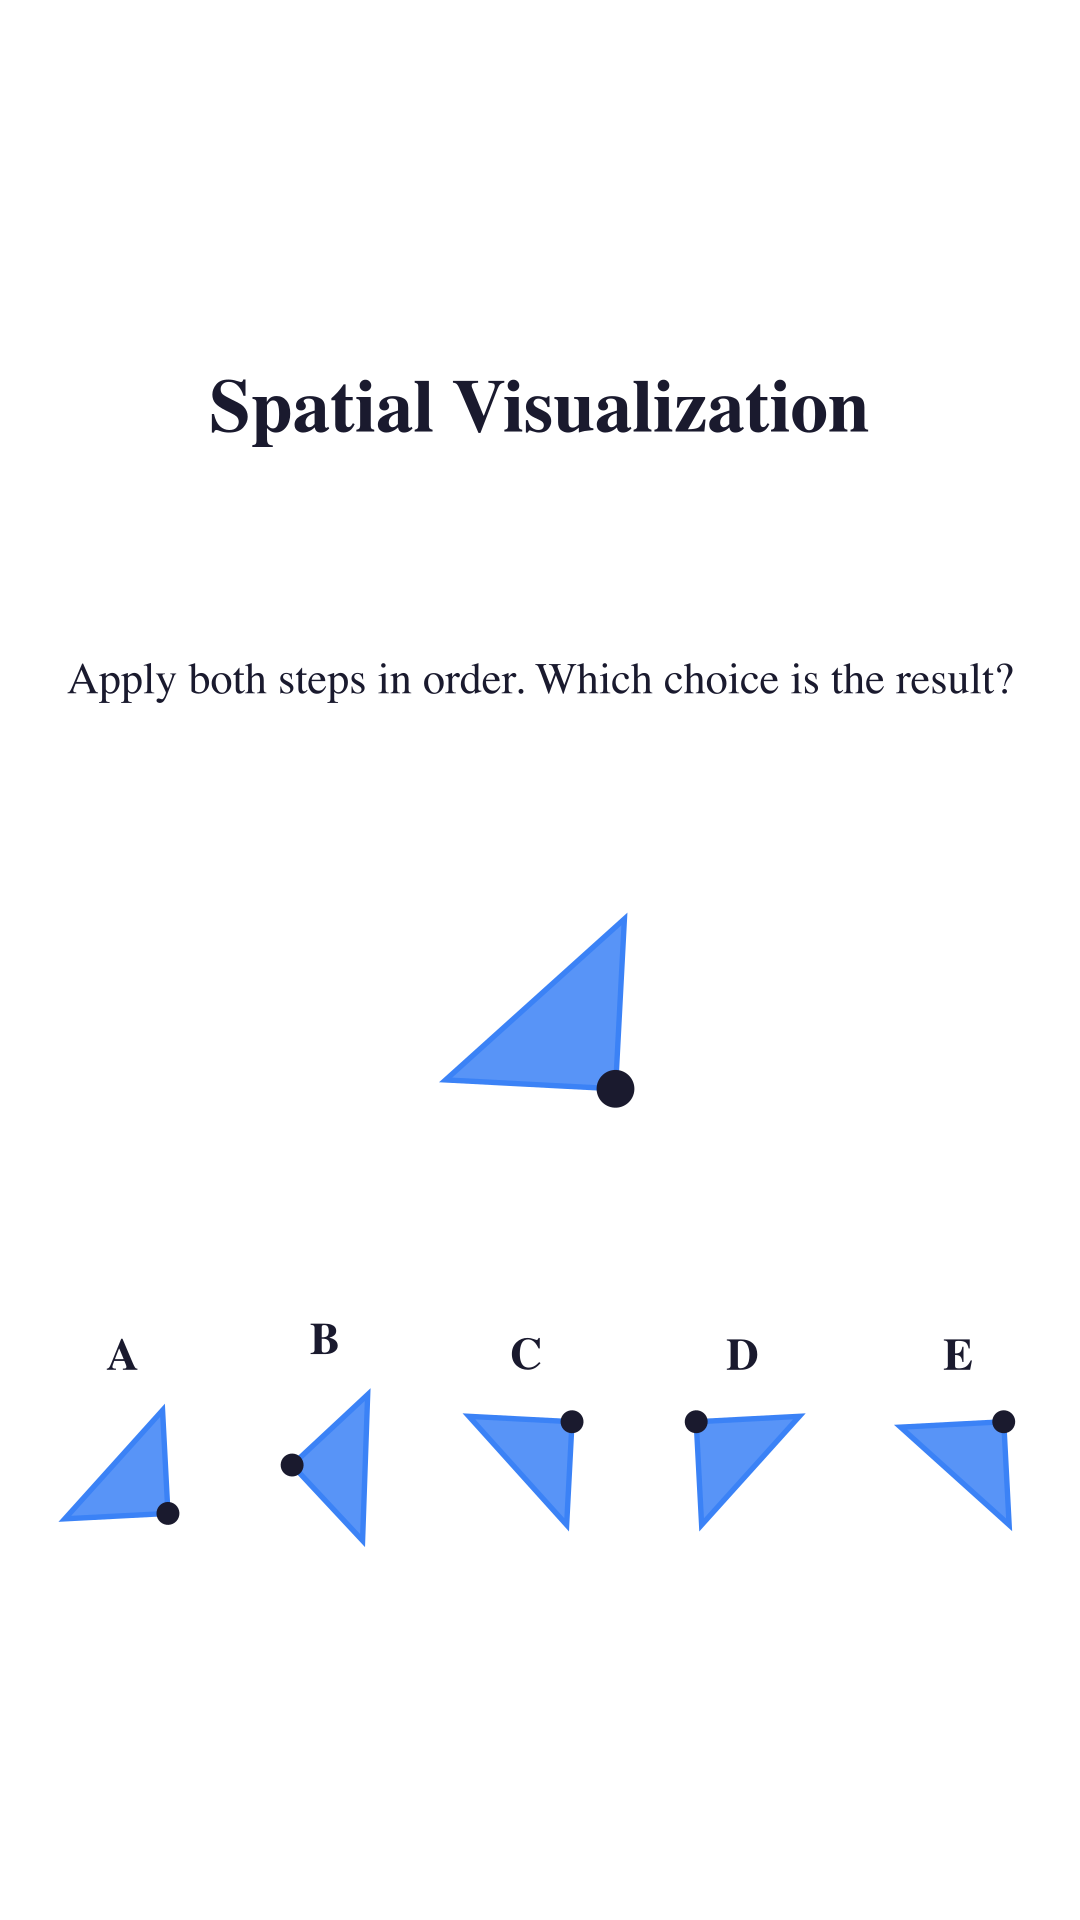 Spatial Visualization
Apply both steps in order. Which choice is the result?
A B C D E